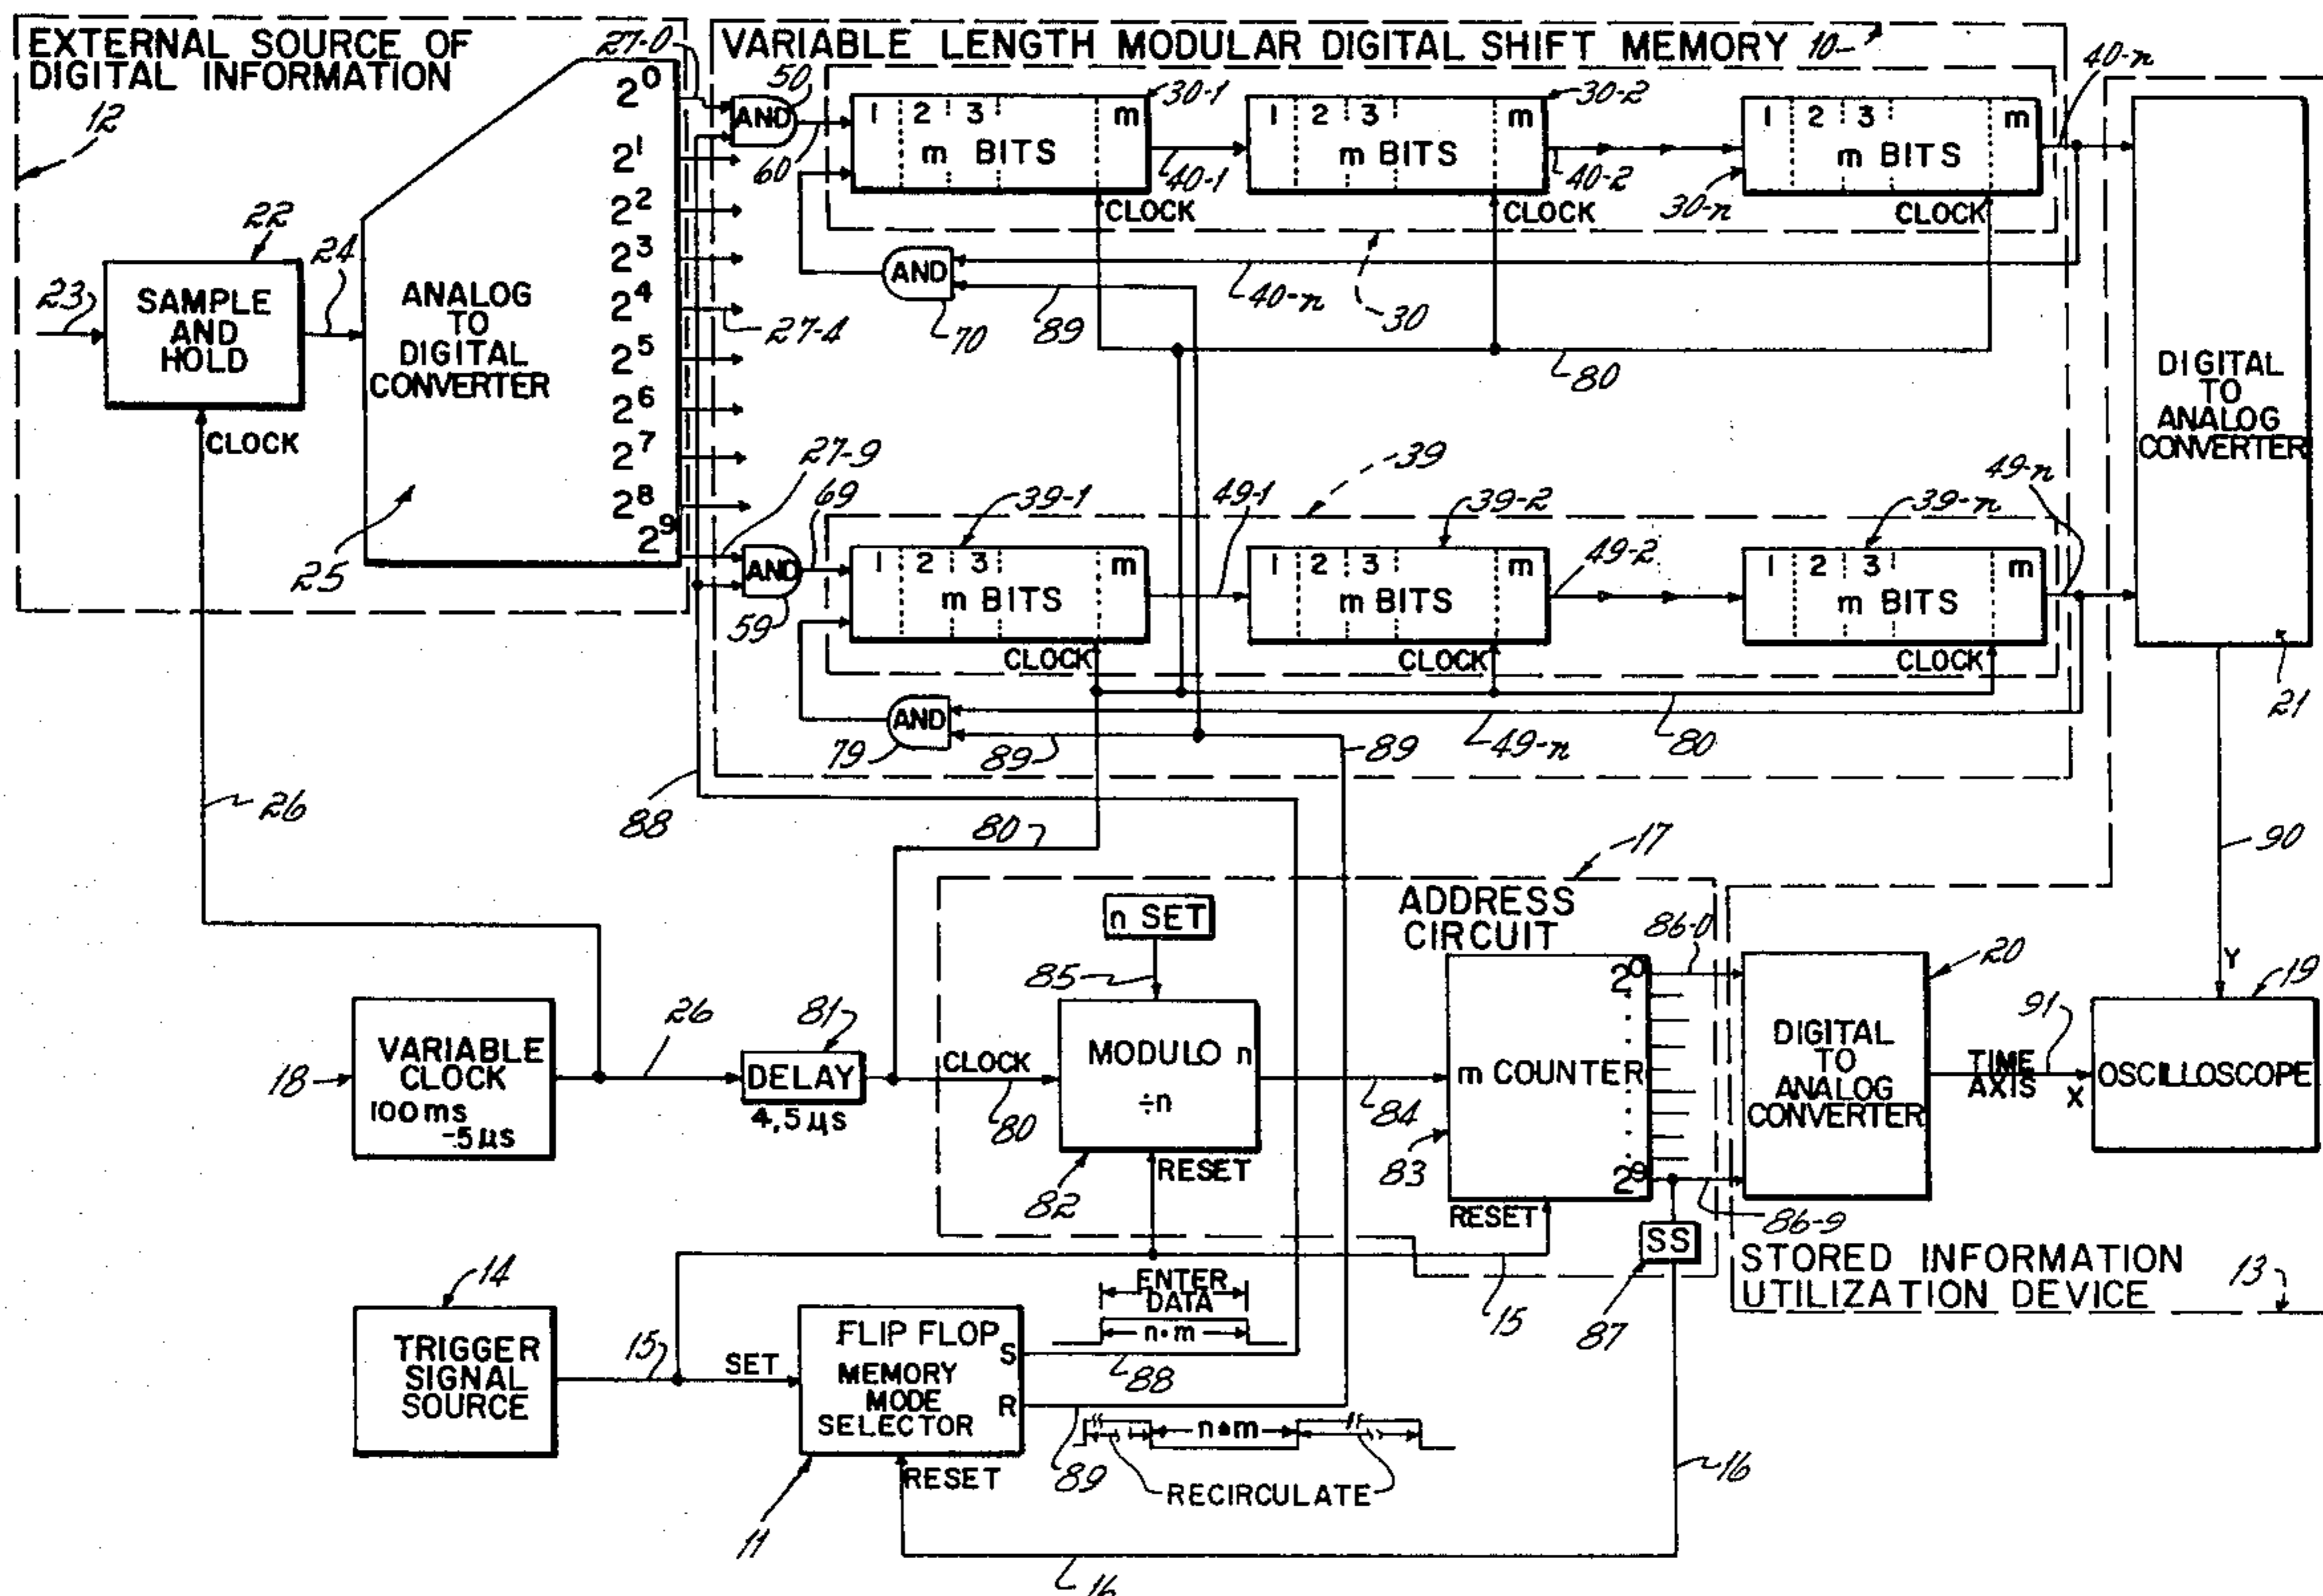 EXTERNAL SOURCE OF
DIGITAL INFORMATION
12
27-0
VARIABLE LENGTH MODULAR DIGITAL SHIFT MEMORY 10
40-n
2^0
2^1
2^2
2^3
2^4
2^5
2^6
2^7
2^8
2^9
AND
50
60
1 2 3 m
m BITS
30-1
40-1
CLOCK
1 2 3 m
m BITS
30-2
40-2
CLOCK
1 2 3 m
m BITS
30-n
CLOCK
22
23
SAMPLE
AND
HOLD
24
CLOCK
ANALOG
TO
DIGITAL
CONVERTER
25
27-4
AND
70
89
40-n
30
80
DIGITAL
TO
ANALOG
CONVERTER
21
27-9
69
39
AND
59
39-1
1 2 3 m
m BITS
CLOCK
49-1
39-2
1 2 3 m
m BITS
CLOCK
49-2
39-n
1 2 3 m
m BITS
CLOCK
49-n
AND
79
89
49-n
80
89
26
88
80
90
17
ADDRESS
CIRCUIT
n SET
85
86-0
18
VARIABLE
CLOCK
100 ms
-.5 µs
26
81
DELAY
4.5 µs
CLOCK
80
MODULO n
÷n
RESET
82
84
m COUNTER
2^0
2^9
83
RESET
20
DIGITAL
TO
ANALOG
CONVERTER
TIME
AXIS
91
X
Y
19
OSCILLOSCOPE
86-9
SS
87
STORED INFORMATION
UTILIZATION DEVICE
13
14
TRIGGER
SIGNAL
SOURCE
15
SET
FLIP FLOP
MEMORY
MODE
SELECTOR
S
R
RESET
11
ENTER
DATA
n·m
88
15
n·m
89
RECIRCULATE
16
16